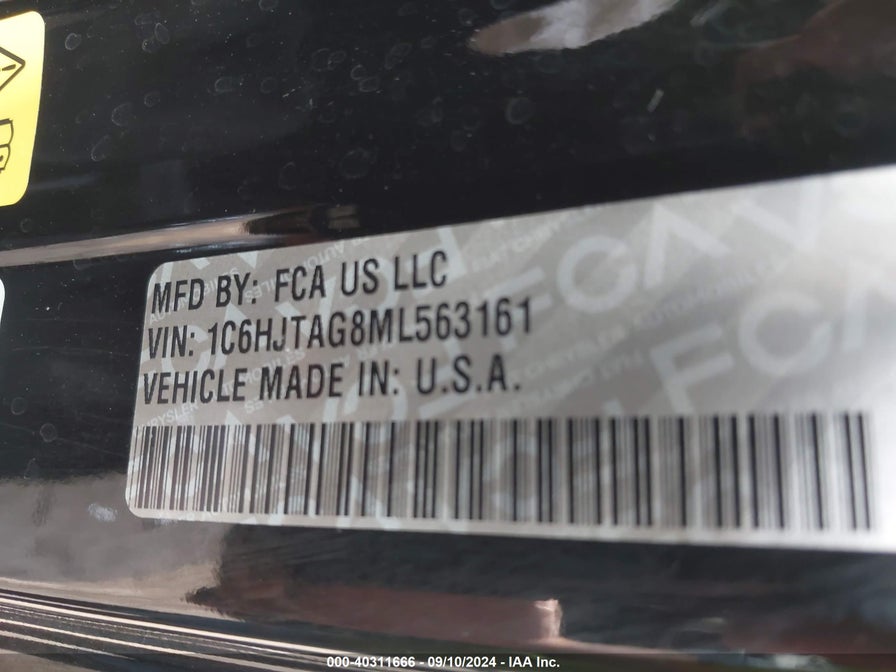 MFD BY: FCA US LLC
VIN: 1C6HJTAG8ML563161
VEHICLE MADE IN: U.S.A.
000-40311666 - 09/10/2024 - IAA Inc.